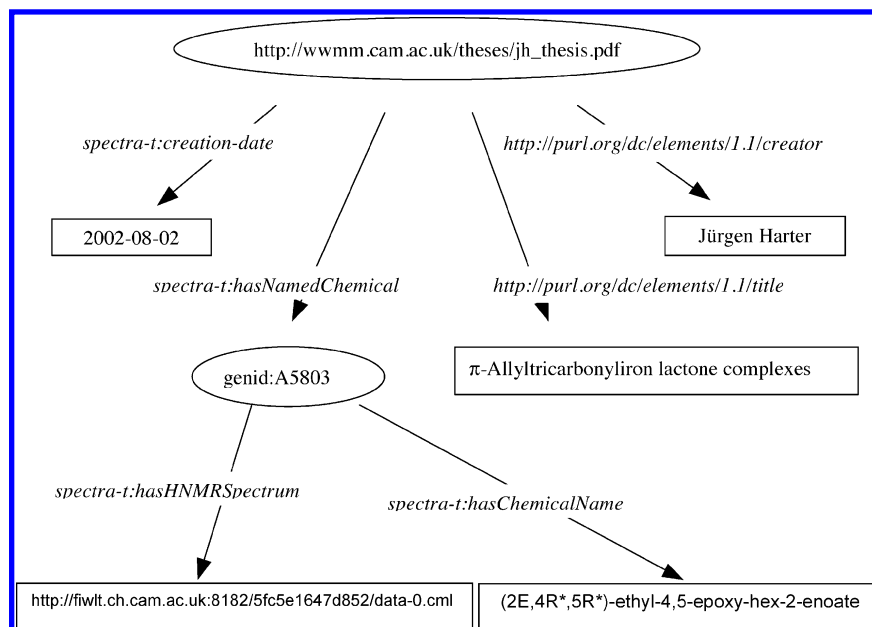 http://wwmm.cam.ac.uk/theses/jh_thesis.pdf
spectra-t:creation-date
http://purl.org/dc/elements/1.1/creator
2002-08-02
Jürgen Harter
spectra-t:hasNamedChemical
http://purl.org/dc/elements/1.1/title
genid:A5803
π-Allyltricarbonyliron lactone complexes
spectra-t:hasHNMRSpectrum
spectra-t:hasChemicalName
http://fiwlt.ch.cam.ac.uk:8182/5fc5e1647d852/data-0.cml
(2E,4R*,5R*)-ethyl-4,5-epoxy-hex-2-enoate